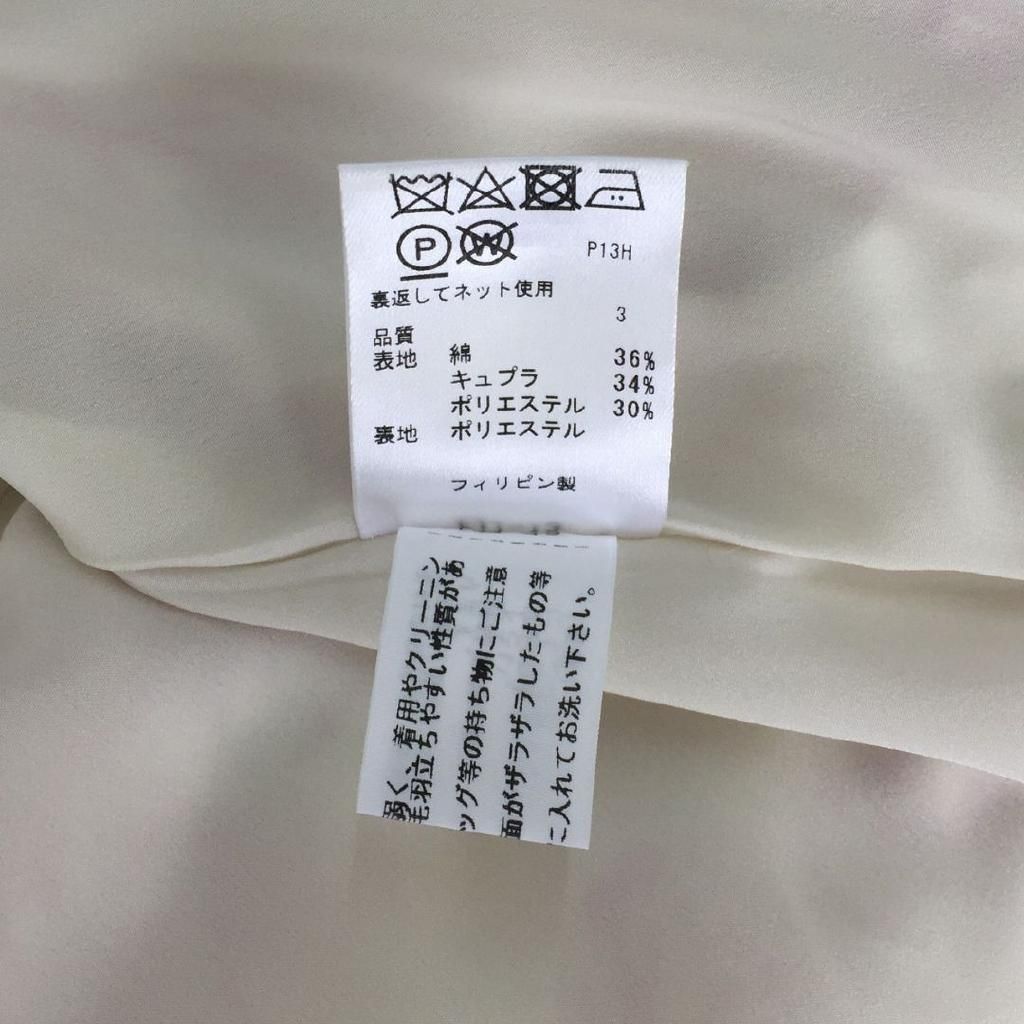 P
W
P13H
裏返してネット使用
3
品質
表地 綿 36%
キュプラ 34%
ポリエステル 30%
裏地 ポリエステル
フィリピン製
弱く、着用やクリーニン
毛羽立ちやすい性質があ
ッグ等の持ち物にご注意
面がザラザラしたもの等
に入れてお洗い下さい。